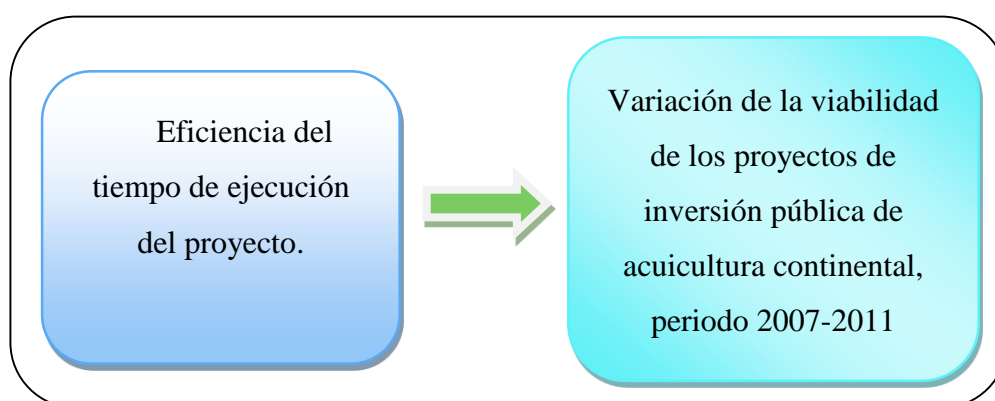 Eficiencia del
tiempo de ejecución
del proyecto.
Variación de la viabilidad
de los proyectos de
inversión pública de
acuicultura continental,
periodo 2007-2011